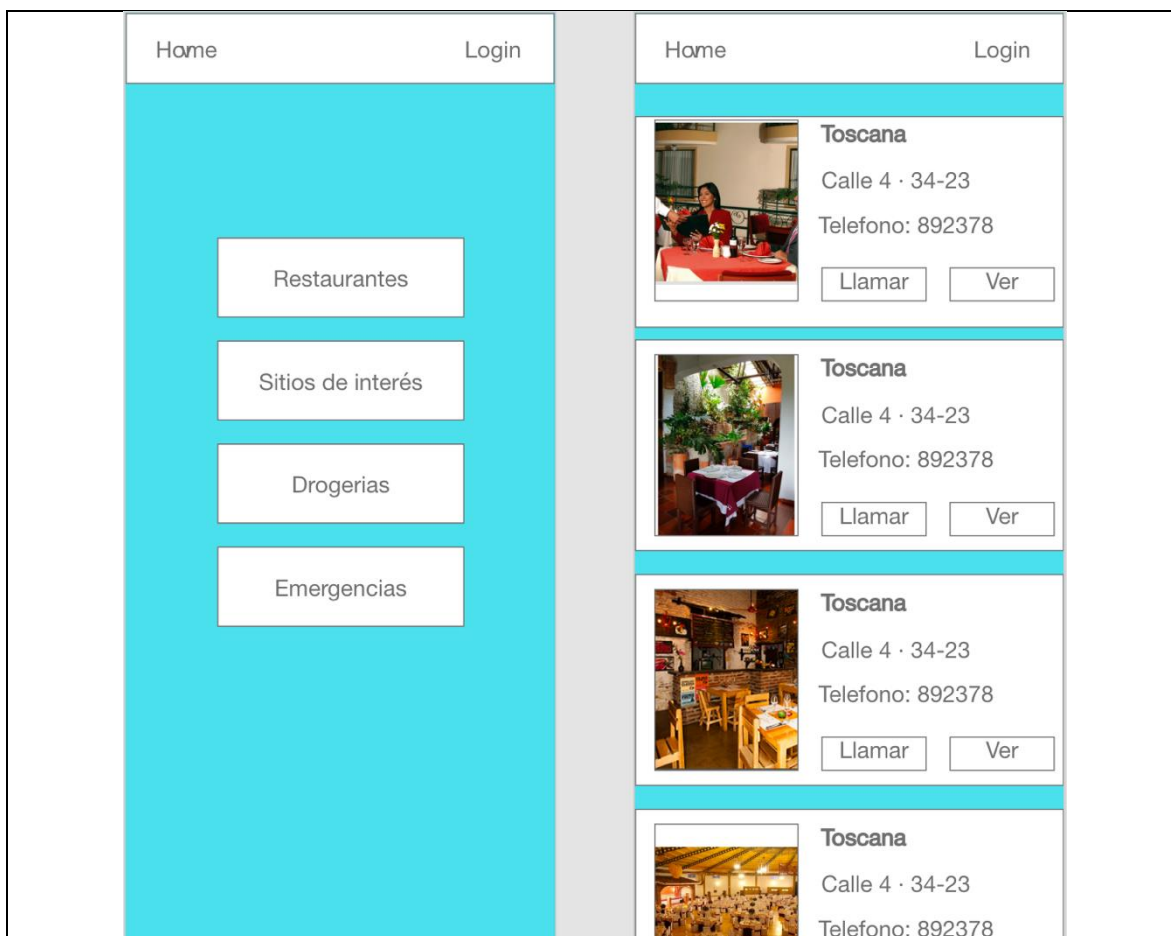 Home Login
Restaurantes
Sitios de interés
Drogerias
Emergencias
Home Login
Toscana
Calle 4 · 34-23
Telefono: 892378
Llamar Ver
Toscana
Calle 4 · 34-23
Telefono: 892378
Llamar Ver
Toscana
Calle 4 · 34-23
Telefono: 892378
Llamar Ver
Toscana
Calle 4 · 34-23
Telefono: 892378